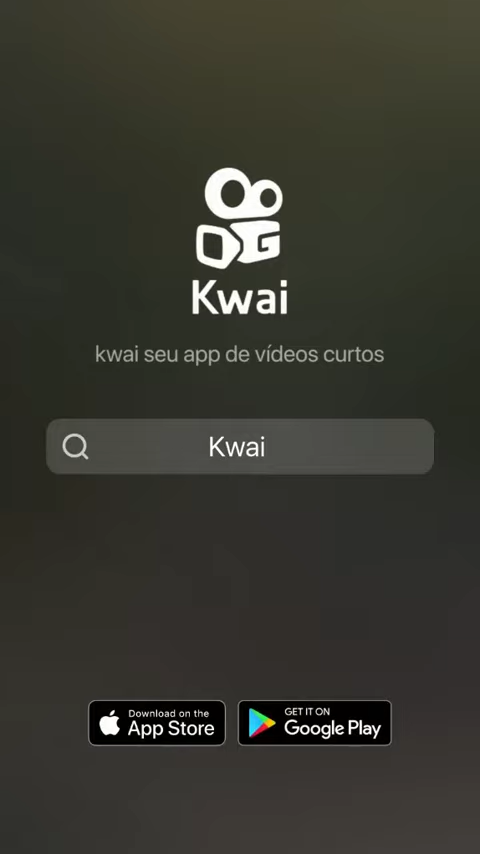 Kwai
kwai seu app de vídeos curtos
Kwai
Download on the
App Store
GET IT ON
Google Play